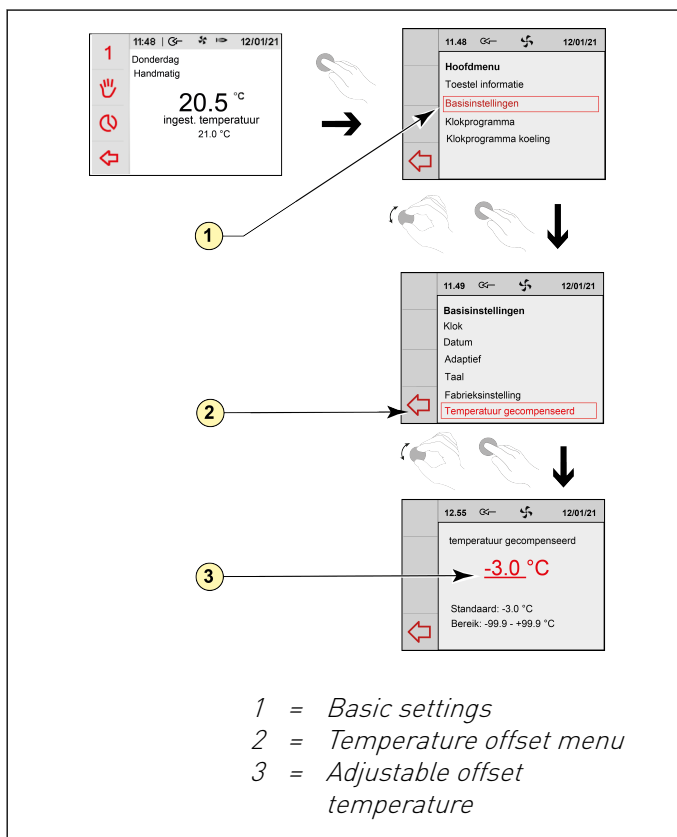 11:48 12/01/21
1
Donderdag
Handmatig
20.5 °C
ingest. temperatuur
21.0 °C
11.48 12/01/21
Hoofdmenu
Toestel informatie
Basisinstellingen
Klokprogramma
Klokprogramma koeling
1
11.49 12/01/21
Basisinstellingen
Klok
Datum
Adaptief
Taal
Fabrieksinstelling
Temperatuur gecompenseerd
2
12.55 12/01/21
temperatuur gecompenseerd
-3.0 °C
3
Standaard: -3.0 °C
Bereik: -99.9 - +99.9 °C
1 = Basic settings
2 = Temperature offset menu
3 = Adjustable offset
temperature